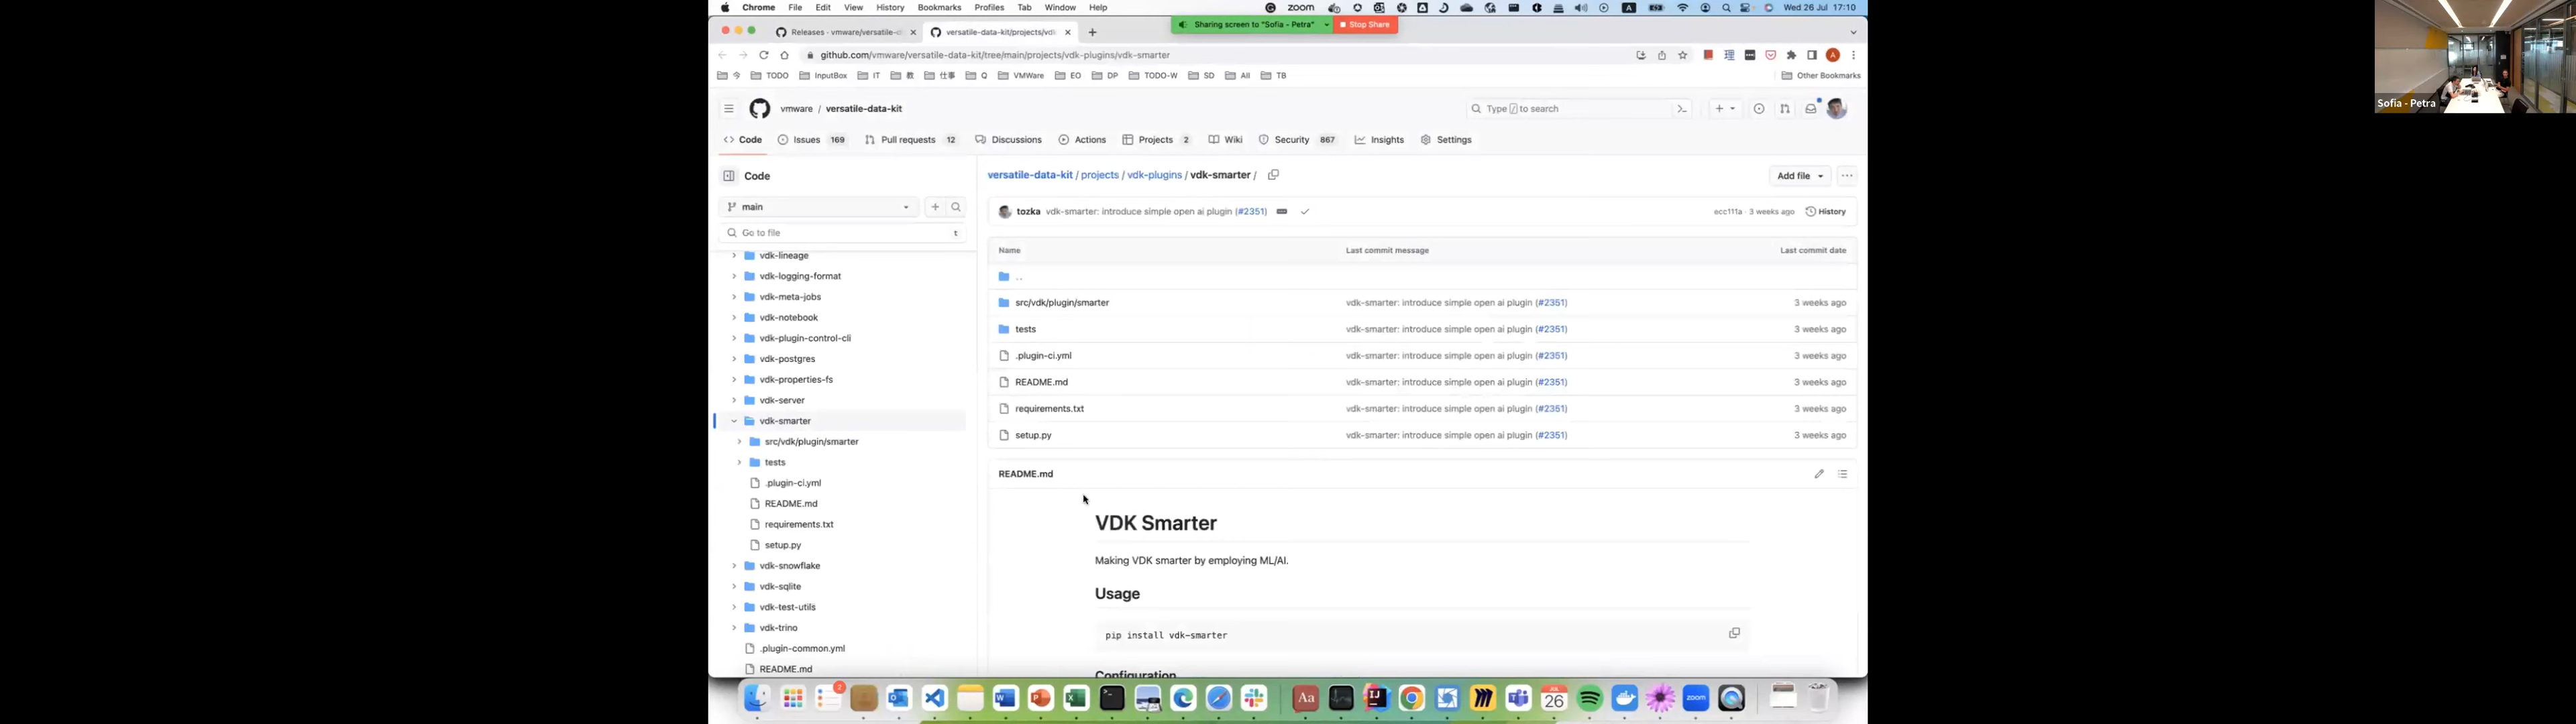 Chrome File Edit View History Bookmarks Profiles Tab Window Help
zoom
A
Wed 26 Jul 17:10
Sharing screen to "Sofia - Petra"
Stop Share
Releases · vmware/versatile-d
versatile-data-kit/projects/vdk
github.com/vmware/versatile-data-kit/tree/main/projects/vdk-plugins/vdk-smarter
今 TODO InputBox IT 教 仕事 Q VMWare EO DP TODO-W SD All TB
Other Bookmarks
vmware / versatile-data-kit
Type / to search
Code
Issues 169
Pull requests 12
Discussions
Actions
Projects 2
Wiki
Security 867
Insights
Settings
Code
main
Go to file t
vdk-lineage
vdk-logging-format
vdk-meta-jobs
vdk-notebook
vdk-plugin-control-cli
vdk-postgres
vdk-properties-fs
vdk-server
vdk-smarter
src/vdk/plugin/smarter
tests
.plugin-ci.yml
README.md
requirements.txt
setup.py
vdk-snowflake
vdk-sqlite
vdk-test-utils
vdk-trino
.plugin-common.yml
README.md
versatile-data-kit / projects / vdk-plugins / vdk-smarter /
Add file
tozka vdk-smarter: introduce simple open ai plugin (#2351)
ecc111a · 3 weeks ago History
Name Last commit message Last commit date
..
src/vdk/plugin/smarter vdk-smarter: introduce simple open ai plugin (#2351) 3 weeks ago
tests vdk-smarter: introduce simple open ai plugin (#2351) 3 weeks ago
.plugin-ci.yml vdk-smarter: introduce simple open ai plugin (#2351) 3 weeks ago
README.md vdk-smarter: introduce simple open ai plugin (#2351) 3 weeks ago
requirements.txt vdk-smarter: introduce simple open ai plugin (#2351) 3 weeks ago
setup.py vdk-smarter: introduce simple open ai plugin (#2351) 3 weeks ago
README.md
VDK Smarter
Making VDK smarter by employing ML/AI.
Usage
pip install vdk-smarter
Configuration
2
Aa
JUL
26
zoom
Sofia - Petra